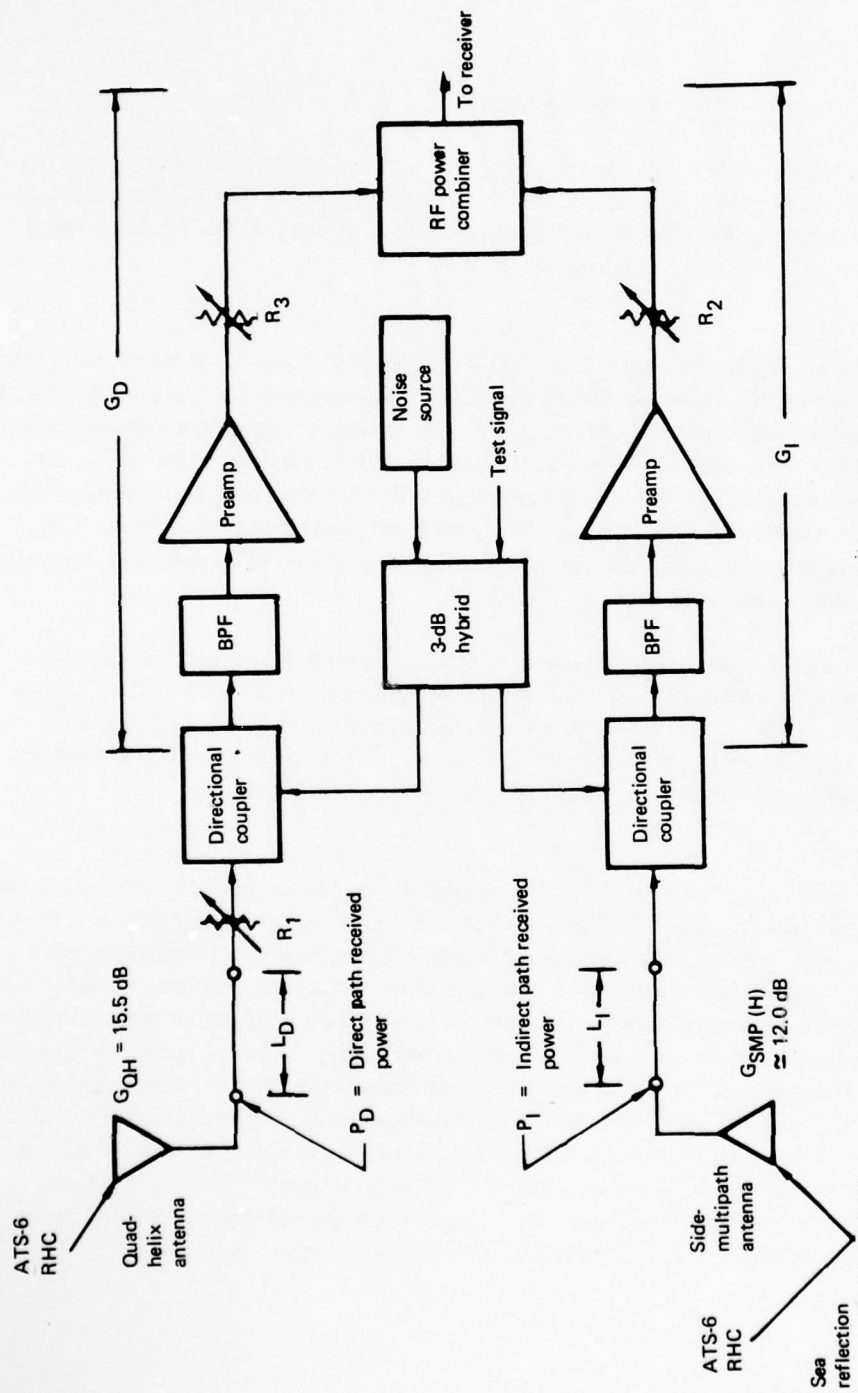 ATS-6
RHC
Quad-
helix
antenna
G_QH = 15.5 dB
P_D = Direct path received
power
L_D
R_1
Directional
coupler
BPF
Preamp
R_3
G_D
RF power
combiner
To receiver
3-dB
hybrid
Noise
source
Test signal
ATS-6
RHC
Sea
reflection
Side-
multipath
antenna
G_SMP (H)
≃ 12.0 dB
P_I = Indirect path received
power
L_I
Directional
coupler
BPF
Preamp
R_2
G_I